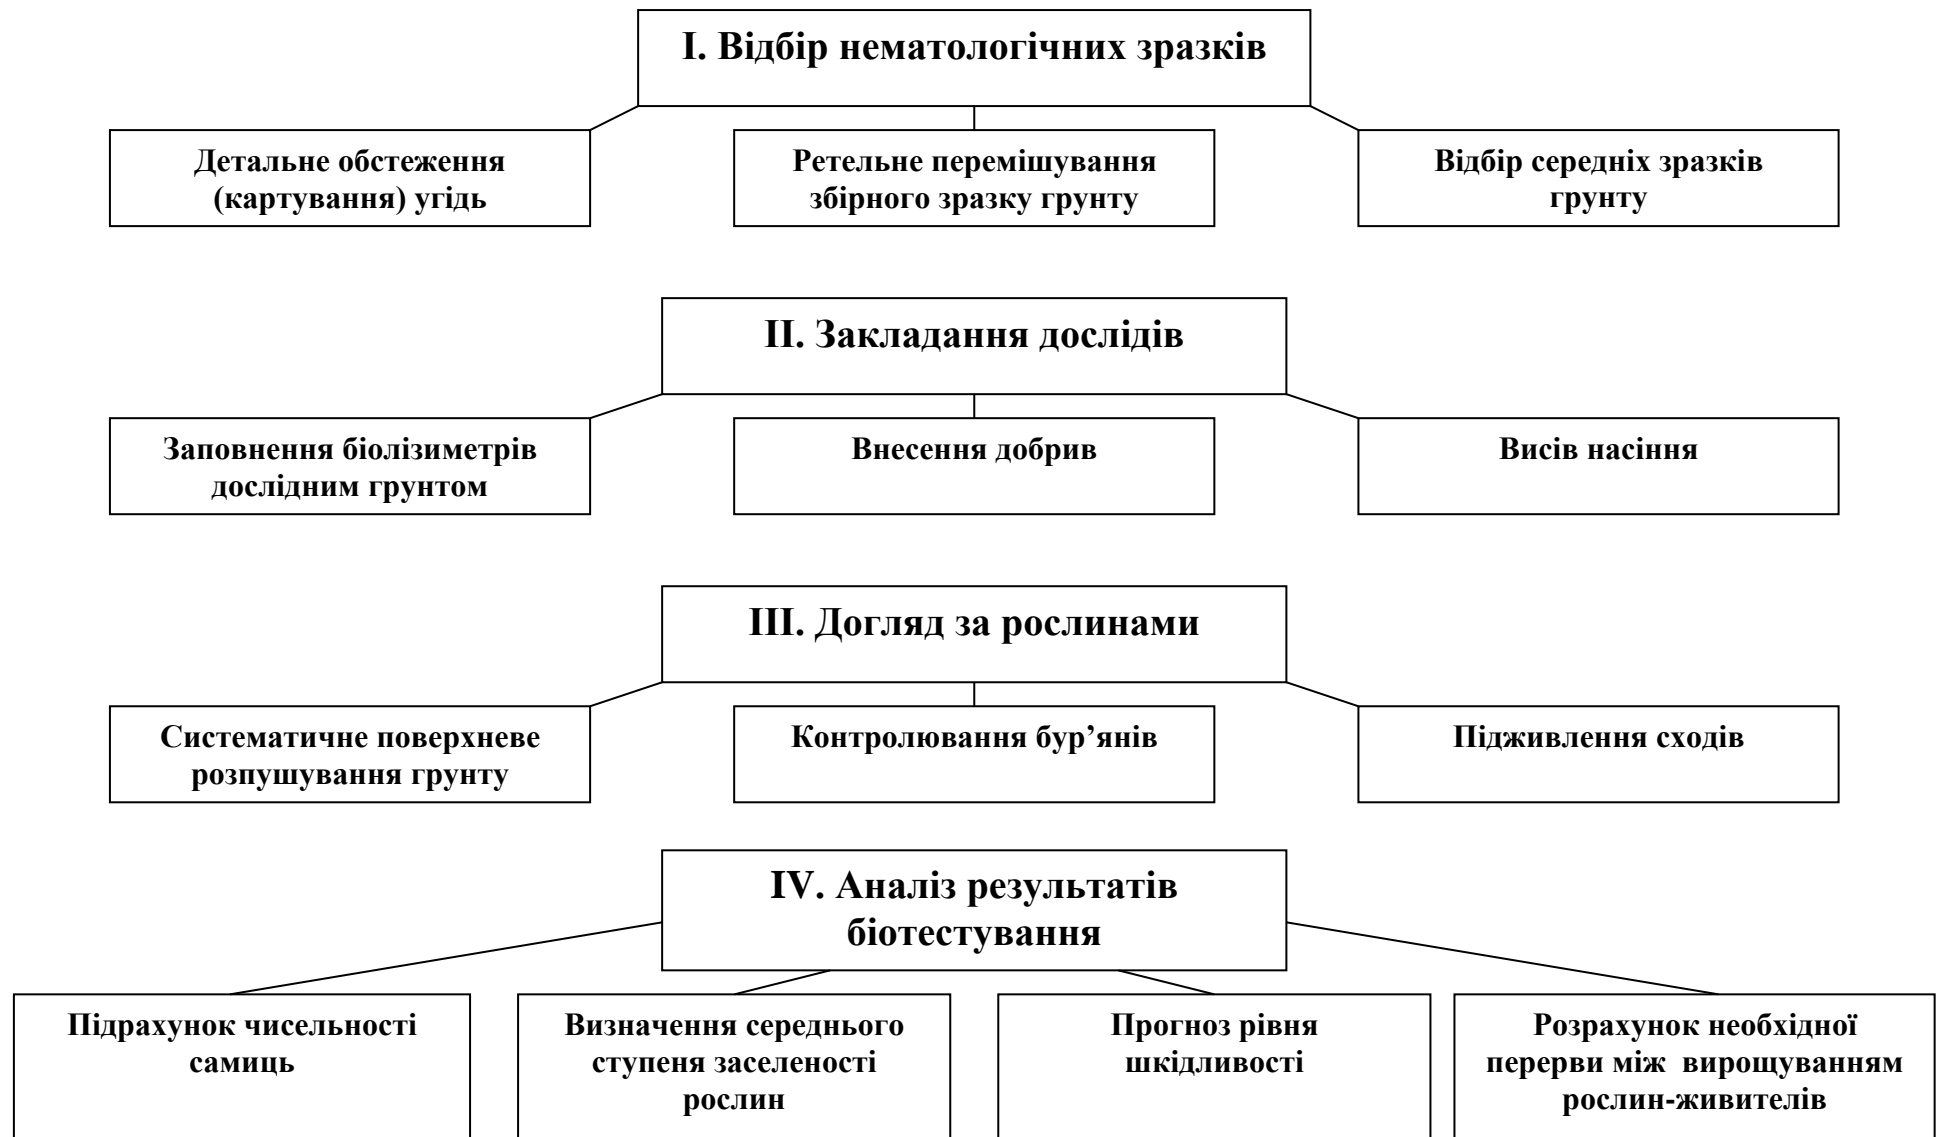 І. Відбір нематологічних зразків
Детальне обстеження
(картування) угідь
Ретельне перемішування
збірного зразку грунту
Відбір середніх зразків
грунту
ІІ. Закладання дослідів
Заповнення біолізиметрів
дослідним грунтом
Внесення добрив
Висів насіння
ІІІ. Догляд за рослинами
Систематичне поверхневе
розпушування грунту
Контролювання бур’янів
Підживлення сходів
IV. Аналіз результатів
біотестування
Підрахунок чисельності
самиць
Визначення середнього
ступеня заселеності
рослин
Прогноз рівня
шкідливості
Розрахунок необхідної
перерви між вирощуванням
рослин-живителів